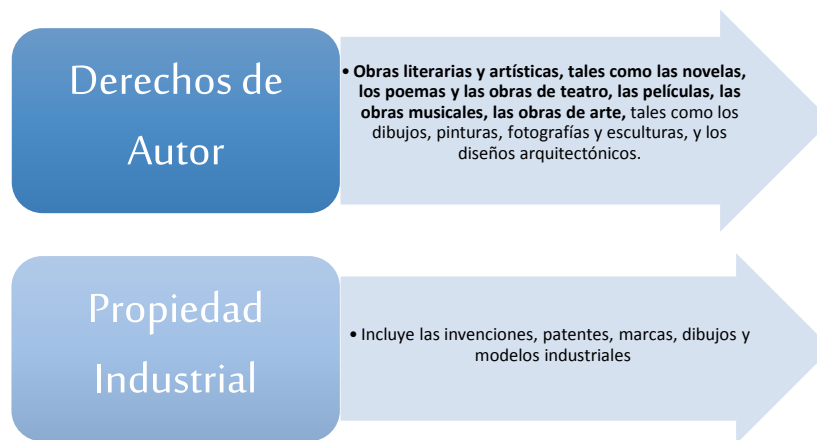 Derechos de
Autor
• Obras literarias y artísticas, tales como las novelas,
los poemas y las obras de teatro, las películas, las
obras musicales, las obras de arte, tales como los
dibujos, pinturas, fotografías y esculturas, y los
diseños arquitectónicos.
Propiedad
Industrial
• Incluye las invenciones, patentes, marcas, dibujos y
modelos industriales